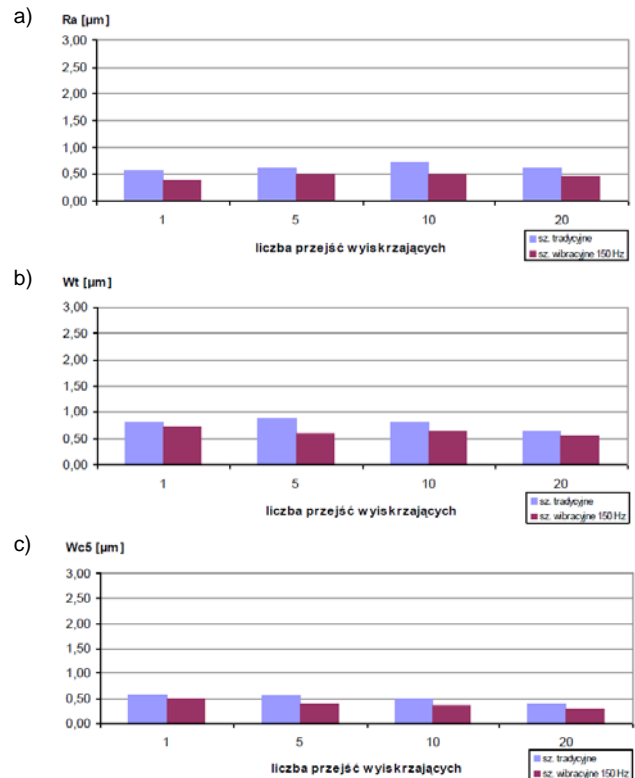 a)
Ra [µm]
3,00
2,50
2,00
1,50
1,00
0,50
0,00
1 5 10 20
liczba przejść wyiskrzających
sz. tradycyjne
sz. wibracyjne 150 Hz
b)
Wt [µm]
3,00
2,50
2,00
1,50
1,00
0,50
0,00
1 5 10 20
liczba przejść wyiskrzających
sz. tradycyjne
sz. wibracyjne 150 Hz
c)
Wc5 [µm]
3,00
2,50
2,00
1,50
1,00
0,50
0,00
1 5 10 20
liczba przejść wyiskrzających
sz. tradycyjne
sz. wibracyjne 150 Hz